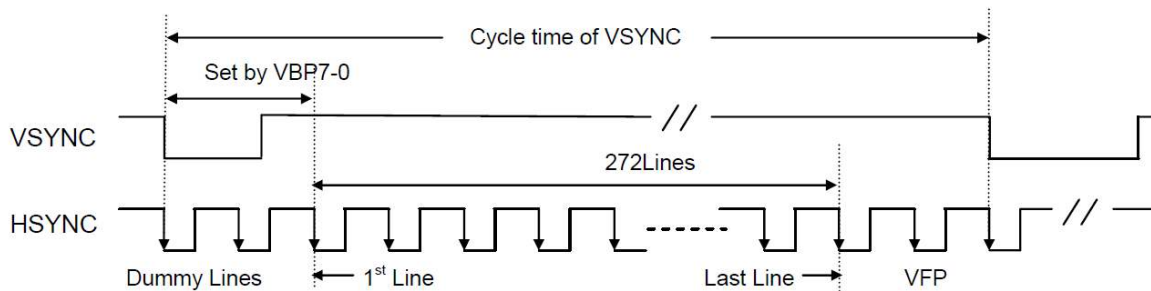 Cycle time of VSYNC
Set by VBP7-0
VSYNC
272Lines
HSYNC
Dummy Lines
1st Line
Last Line
VFP